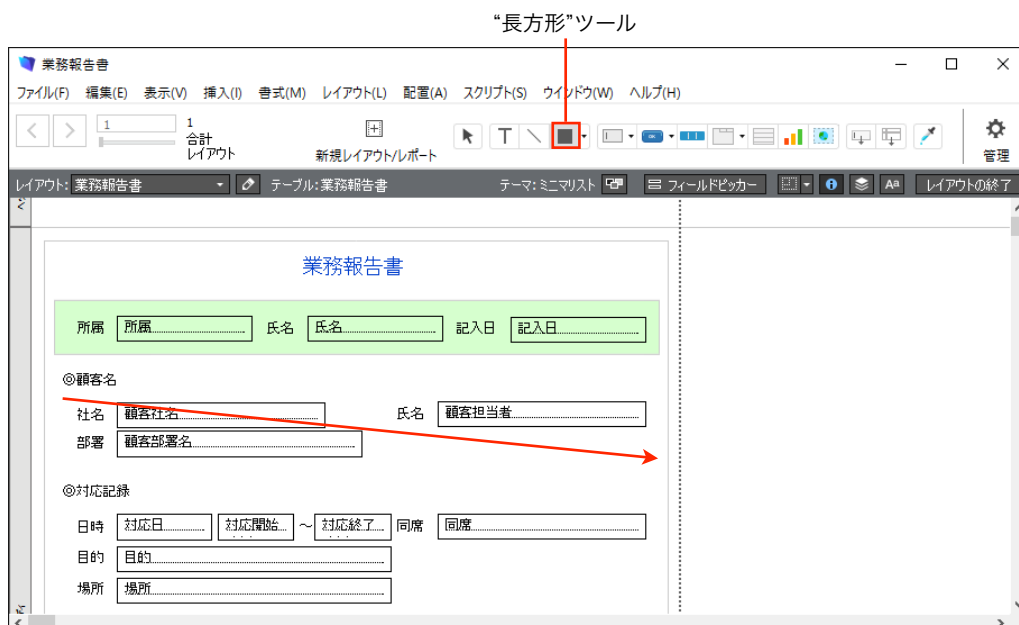 “長方形”ツール
業務報告書
ファイル(F) 編集(E) 表示(V) 挿入(I) 書式(M) レイアウト(L) 配置(A) スクリプト(S) ウインドウ(W) ヘルプ(H)
1
1
合計
レイアウト
新規レイアウト/レポート
管理
レイアウト: 業務報告書 テーブル: 業務報告書 テーマ: ミニマリスト フィールドピッカー Aa レイアウトの終了
業務報告書
所属 所属 氏名 氏名 記入日 記入日
◎顧客名
社名 顧客社名 氏名 顧客担当者
部署 顧客部署名
◎対応記録
日時 対応日 対応開始 ～ 対応終了 同席 同席
目的 目的
場所 場所